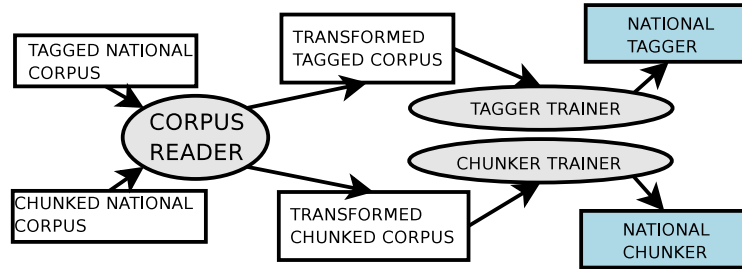 TAGGED NATIONAL
CORPUS
TRANSFORMED
TAGGED CORPUS
NATIONAL
TAGGER
CORPUS
READER
TAGGER TRAINER
CHUNKER TRAINER
CHUNKED NATIONAL
CORPUS
TRANSFORMED
CHUNKED CORPUS
NATIONAL
CHUNKER